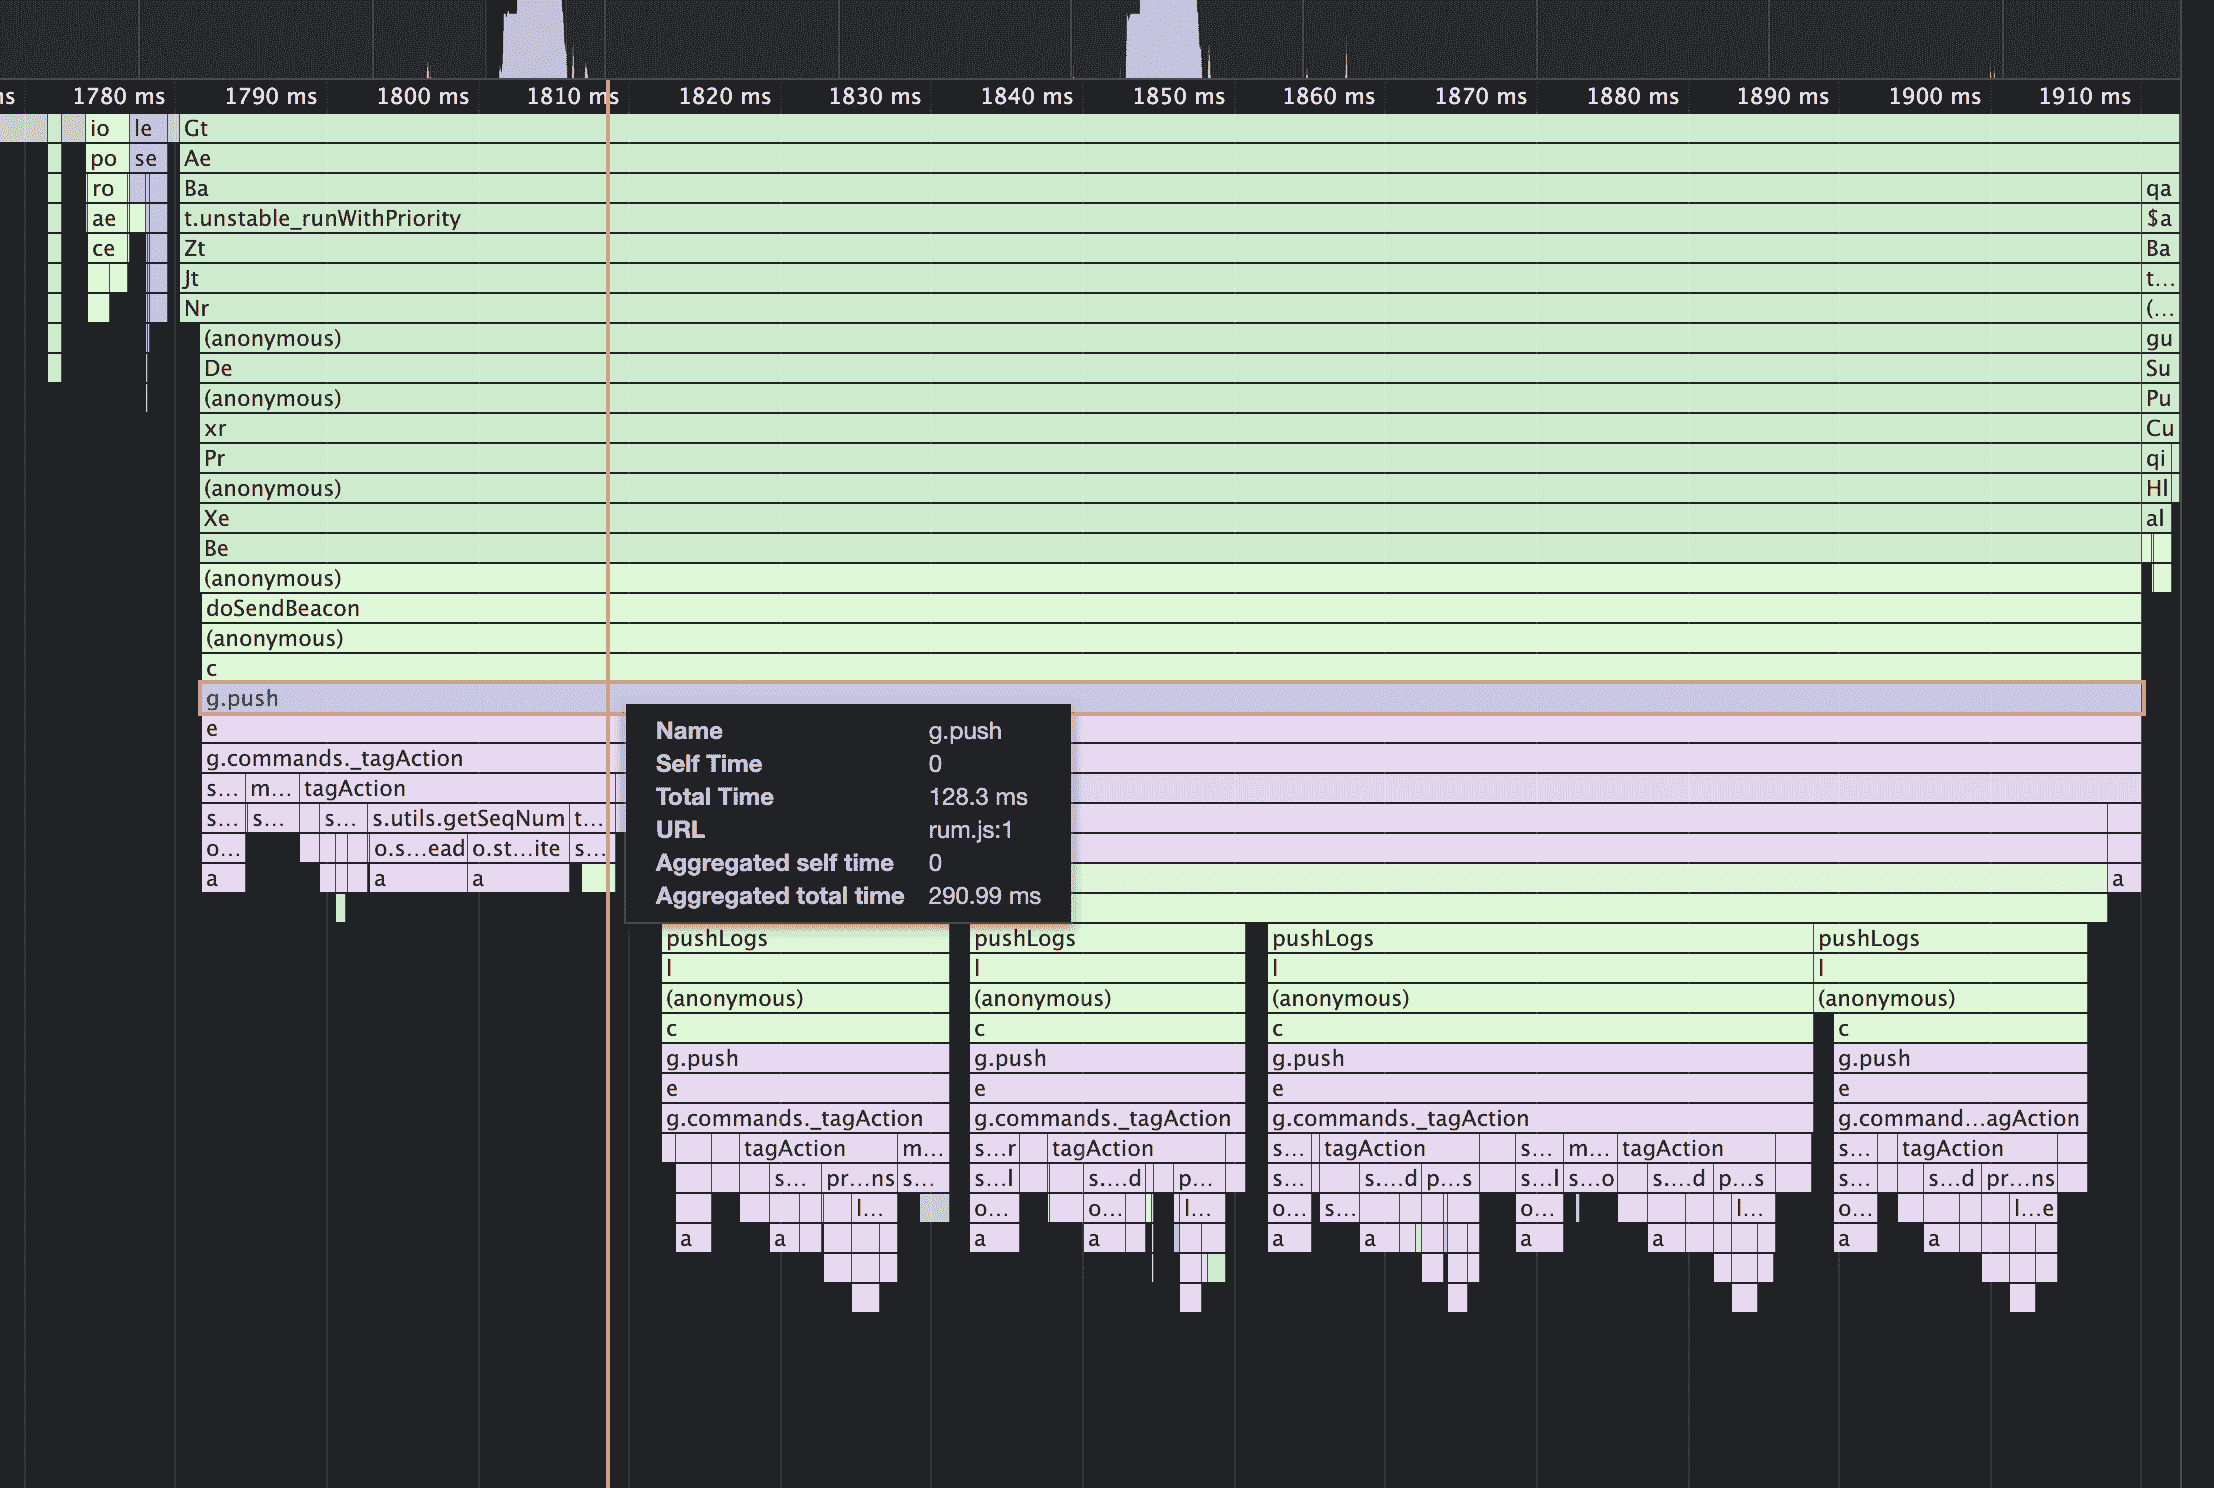 ms 1780 ms 1790 ms 1800 ms 1810 ms 1820 ms 1830 ms 1840 ms 1850 ms 1860 ms 1870 ms 1880 ms 1890 ms 1900 ms 1910 ms
io le Gt
po se Ae
ro Ba qa
ae t.unstable_runWithPriority $a
ce Zt Ba
Jt t...
Nr (...
(anonymous) gu
De Su
(anonymous) Pu
xr Cu
Pr qi
(anonymous) Hl
Xe al
Be
(anonymous)
doSendBeacon
(anonymous)
c
g.push
e
g.commands._tagAction
s... m... tagAction
s... s... s... s.utils.getSeqNum t...
o... o.s...ead o.st...ite s...
a a a a
Name g.push
Self Time 0
Total Time 128.3 ms
URL rum.js:1
Aggregated self time 0
Aggregated total time 290.99 ms
pushLogs pushLogs pushLogs pushLogs
l l l l
(anonymous) (anonymous) (anonymous) (anonymous)
c c c c
g.push g.push g.push g.push
e e e e
g.commands._tagAction g.commands._tagAction g.commands._tagAction g.command...agAction
tagAction m... s...r tagAction s... tagAction s... m... tagAction s... tagAction
s... pr...ns s... s...l s....d p... s... s....d p...s s...l s...o s....d p...s s... s...d pr...ns
l... o... o... l... o... s... o... l... o... l...e
a a a a a a a a a a